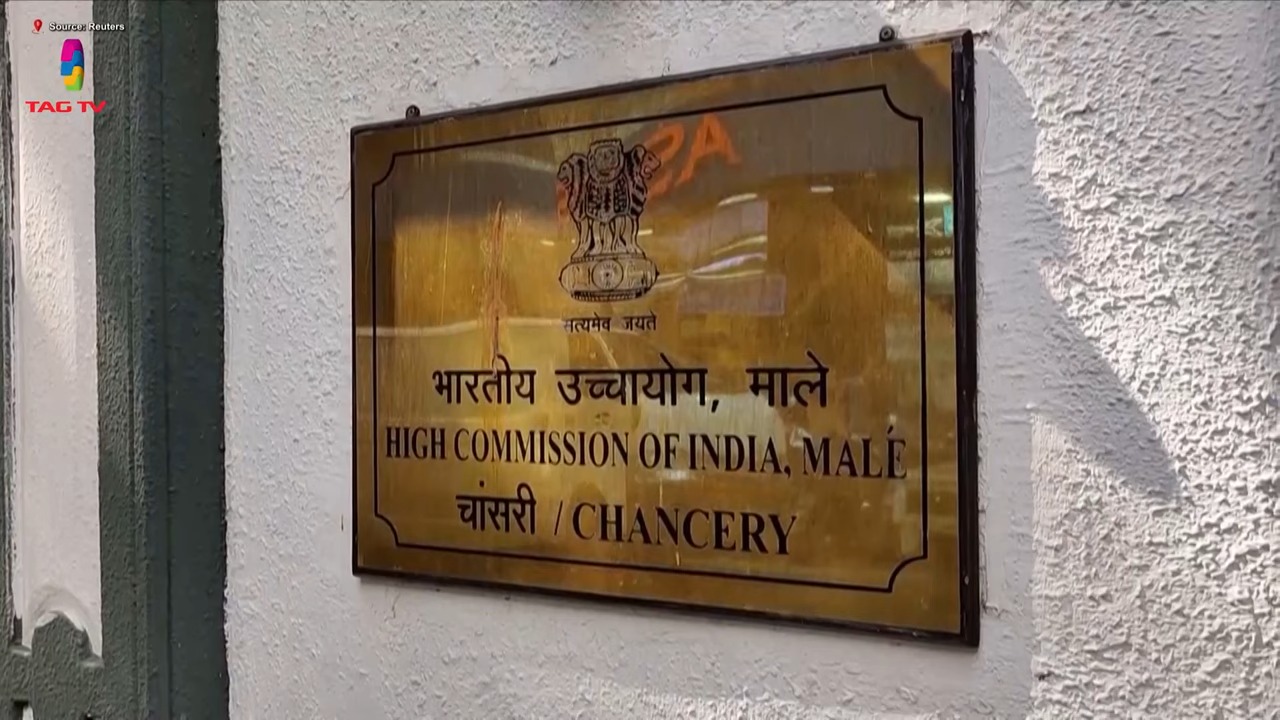 Source: Reuters
TAG TV
सत्यमेव जयते
भारतीय उच्चायोग, माले
HIGH COMMISSION OF INDIA, MALÉ
चांसरी / CHANCERY